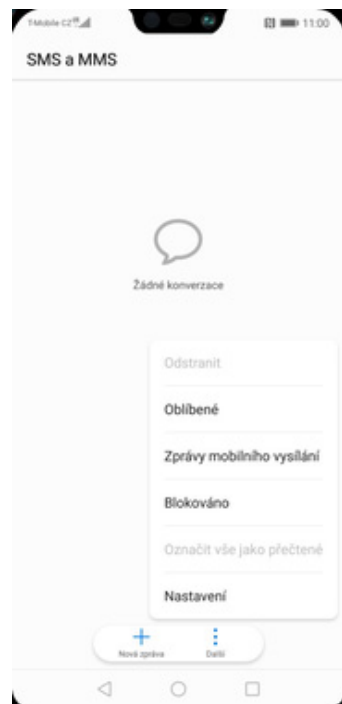 T-Mobile CZ 11:00
SMS a MMS
Žádné konverzace
Odstranit
Oblíbené
Zprávy mobilního vysílání
Blokováno
Označit vše jako přečtené
Nastavení
Nová zpráva Další